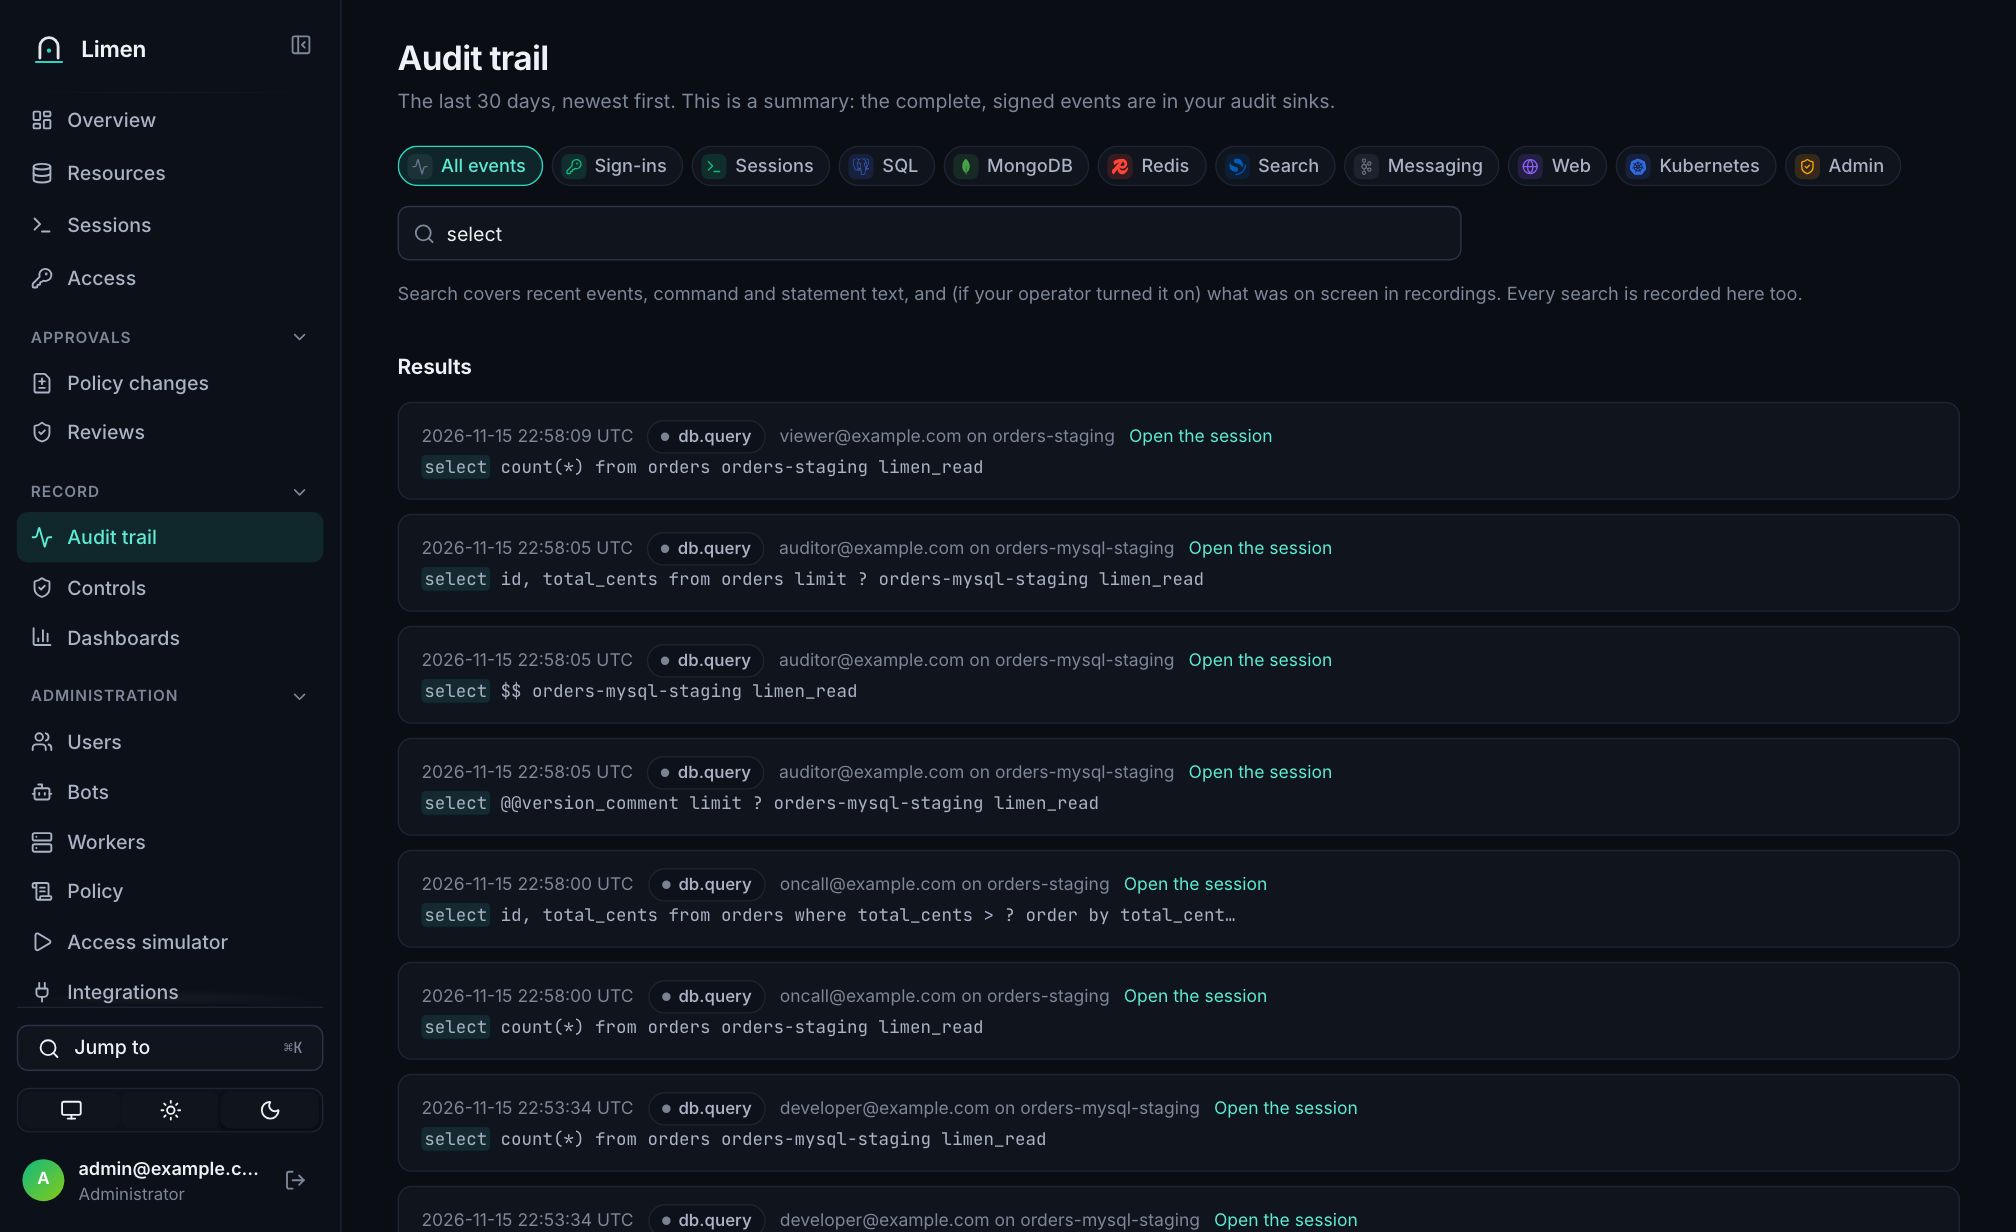 Limen
Overview
Resources
Sessions
Access
APPROVALS
Policy changes
Reviews
RECORD
Audit trail
Controls
Dashboards
ADMINISTRATION
Users
Bots
Workers
Policy
Access simulator
Integrations
Jump to ⌘K
A
admin@example.c...
Administrator
Audit trail
The last 30 days, newest first. This is a summary: the complete, signed events are in your audit sinks.
All events Sign-ins Sessions SQL MongoDB Redis Search Messaging Web Kubernetes Admin
select
Search covers recent events, command and statement text, and (if your operator turned it on) what was on screen in recordings. Every search is recorded here too.
Results
2026-11-15 22:58:09 UTC db.query viewer@example.com on orders-staging Open the session
select count(*) from orders orders-staging limen_read
2026-11-15 22:58:05 UTC db.query auditor@example.com on orders-mysql-staging Open the session
select id, total_cents from orders limit ? orders-mysql-staging limen_read
2026-11-15 22:58:05 UTC db.query auditor@example.com on orders-mysql-staging Open the session
select $$ orders-mysql-staging limen_read
2026-11-15 22:58:05 UTC db.query auditor@example.com on orders-mysql-staging Open the session
select @@version_comment limit ? orders-mysql-staging limen_read
2026-11-15 22:58:00 UTC db.query oncall@example.com on orders-staging Open the session
select id, total_cents from orders where total_cents > ? order by total_cent…
2026-11-15 22:58:00 UTC db.query oncall@example.com on orders-staging Open the session
select count(*) from orders orders-staging limen_read
2026-11-15 22:53:34 UTC db.query developer@example.com on orders-mysql-staging Open the session
select count(*) from orders orders-mysql-staging limen_read
2026-11-15 22:53:34 UTC db.query developer@example.com on orders-mysql-staging Open the session